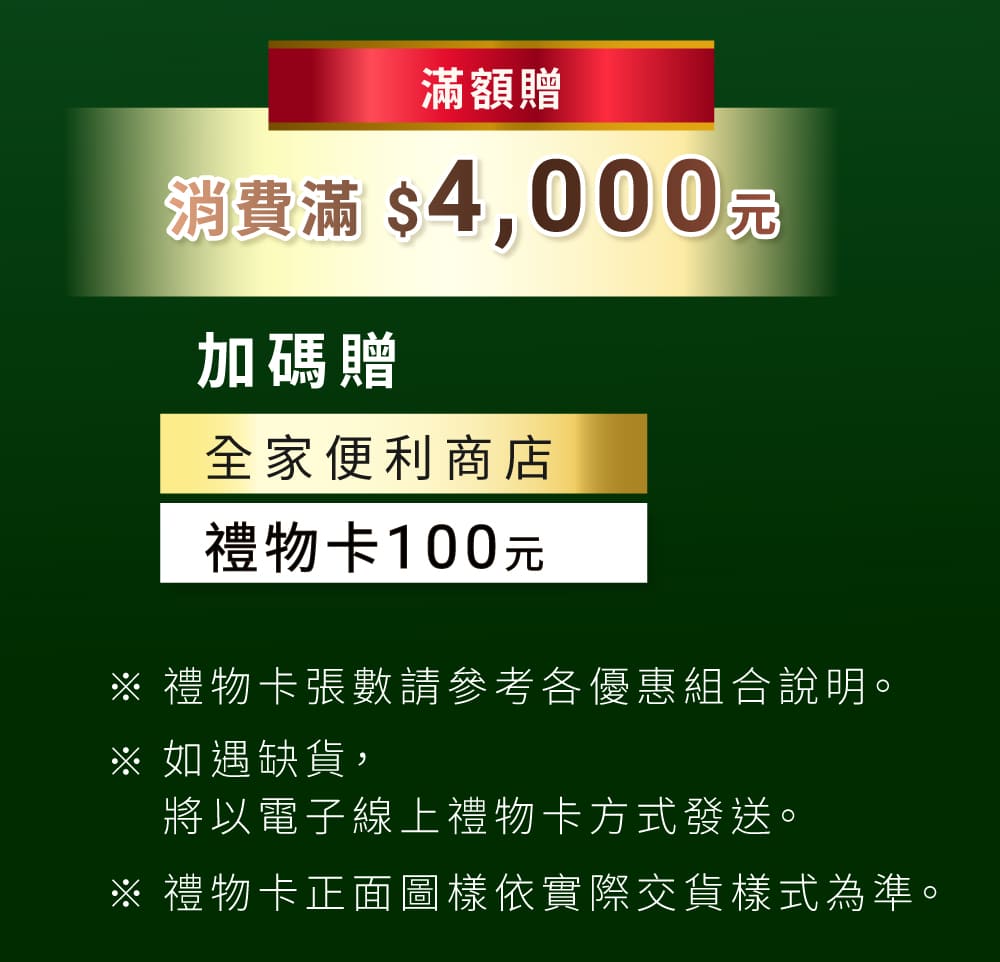 滿額贈
消費滿 $4,000元
加碼贈
全家便利商店
禮物卡100元
※ 禮物卡張數請參考各優惠組合說明。
※ 如遇缺貨，
將以電子線上禮物卡方式發送。
※ 禮物卡正面圖樣依實際交貨樣式為準。